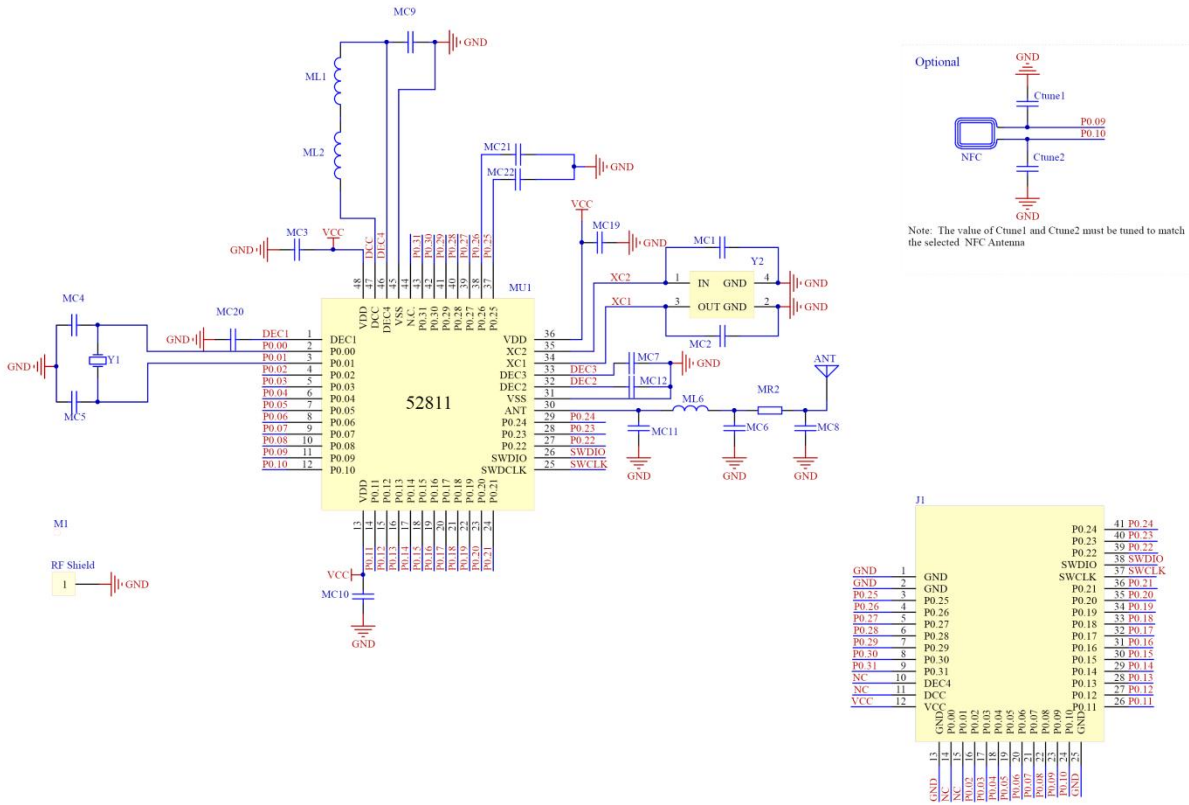 MC9
GND
ML1
ML2
MC21
MC22
GND
VCC
MC3
GND
VCC
DCC
DEC4
P0.31
P0.30
P0.29
P0.28
P0.27
P0.26
P0.25
MC19
GND
MC1
Y2
XC2
XC1
1 IN GND 4
3 OUT GND 2
GND
GND
MC2
48 47 46 45 44 43 42 41 40 39 38 37
MU1
VDD DCC DEC4 VSS N.C. P0.31 P0.30 P0.29 P0.28 P0.27 P0.26 P0.25
MC4
MC20
GND
GND
Y1
MC5
DEC1 1 DEC1
P0.00 2 P0.00
P0.01 3 P0.01
P0.02 4 P0.02
P0.03 5 P0.03
P0.04 6 P0.04
P0.05 7 P0.05
P0.06 8 P0.06
P0.07 9 P0.07
P0.08 10 P0.08
P0.09 11 P0.09
P0.10 12 P0.10
52811
VDD 36
XC2 35
XC1 34
DEC3 33 DEC3
DEC2 32 DEC2
VSS 31
ANT 30
P0.24 29 P0.24
P0.23 28 P0.23
P0.22 27 P0.22
SWDIO 26 SWDIO
SWDCLK 25 SWCLK
MC7
GND
MC12
ANT
ML6
MR2
MC11
MC6
MC8
GND
GND
GND
VDD P0.11 P0.12 P0.13 P0.14 P0.15 P0.16 P0.17 P0.18 P0.19 P0.20 P0.21
13 14 15 16 17 18 19 20 21 22 23 24
P0.11 P0.12 P0.13 P0.14 P0.15 P0.16 P0.17 P0.18 P0.19 P0.20 P0.21
VCC
MC10
GND
M1
RF Shield
1
GND
Optional
GND
Ctune1
P0.09
P0.10
NFC
Ctune2
GND
Note: The value of Ctune1 and Ctune2 must be tuned to match
the selected NFC Antenna
J1
GND 1 GND
GND 2 GND
P0.25 3 P0.25
P0.26 4 P0.26
P0.27 5 P0.27
P0.28 6 P0.28
P0.29 7 P0.29
P0.30 8 P0.30
P0.31 9 P0.31
NC 10 DEC4
NC 11 DCC
VCC 12 VCC
P0.24 41 P0.24
P0.23 40 P0.23
P0.22 39 P0.22
SWDIO 38 SWDIO
SWCLK 37 SWCLK
P0.21 36 P0.21
P0.20 35 P0.20
P0.19 34 P0.19
P0.18 33 P0.18
P0.17 32 P0.17
P0.16 31 P0.16
P0.15 30 P0.15
P0.14 29 P0.14
P0.13 28 P0.13
P0.12 27 P0.12
P0.11 26 P0.11
GND P0.00 P0.01 P0.02 P0.03 P0.04 P0.05 P0.06 P0.07 P0.08 P0.09 P0.10 GND
13 14 15 16 17 18 19 20 21 22 23 24 25
GND NC NC P0.02 P0.03 P0.04 P0.05 P0.06 P0.07 P0.08 P0.09 P0.10 GND